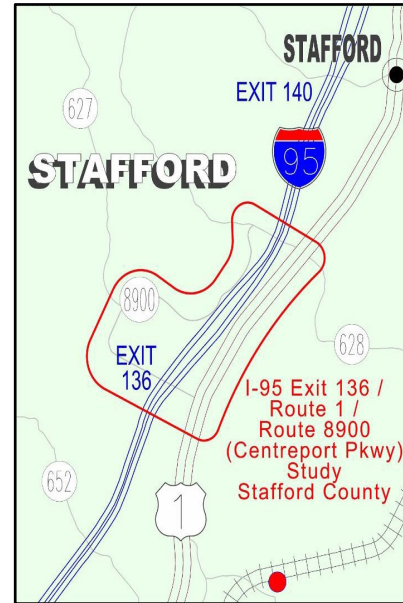 STAFFORD
EXIT 140
627
95
STAFFORD
8900
EXIT
136
628
I-95 Exit 136 /
Route 1 /
Route 8900
(Centreport Pkwy)
Study
Stafford County
652
1